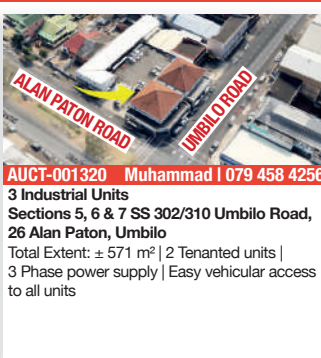 ALAN PATON ROAD
UMBILO ROAD
AUCT-001320 Muhammad | 079 458 4256
3 Industrial Units
Sections 5, 6 & 7 SS 302/310 Umbilo Road,
26 Alan Paton, Umbilo
Total Extent: ± 571 m² | 2 Tenanted units |
3 Phase power supply | Easy vehicular access
to all units